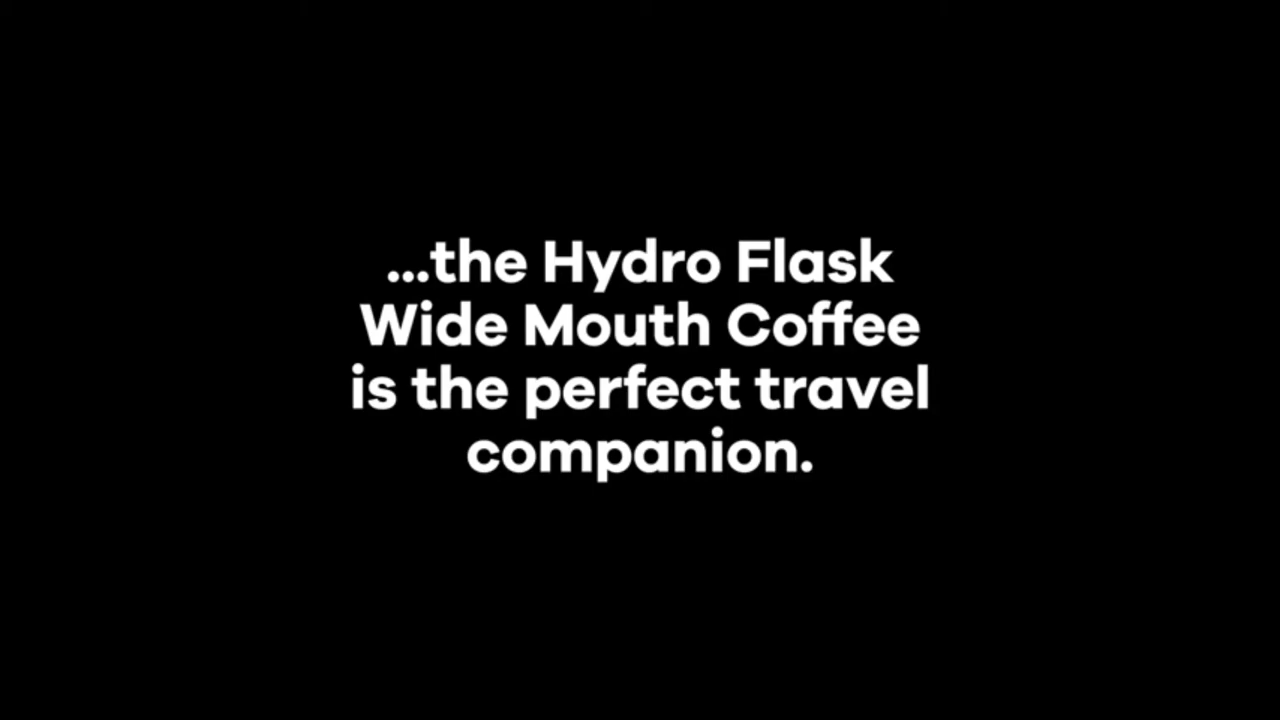 ...the Hydro Flask
Wide Mouth Coffee
is the perfect travel
companion.